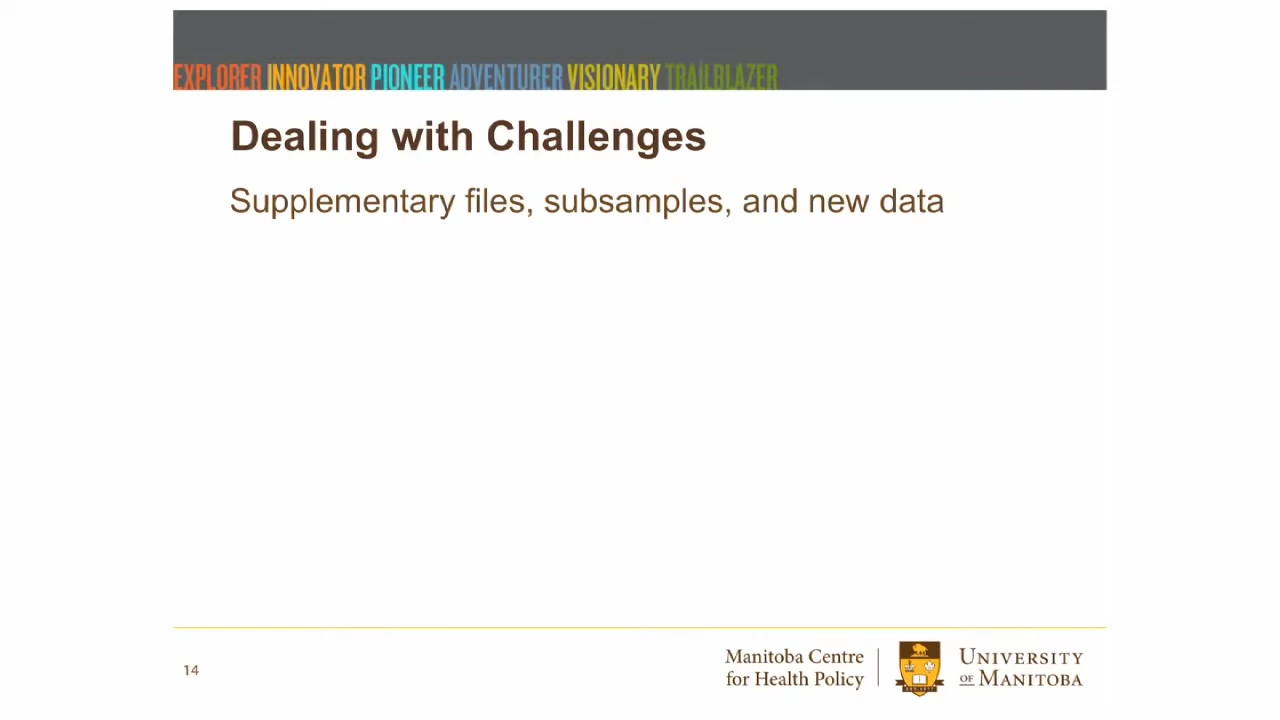 EXPLORER INNOVATOR PIONEER ADVENTURER VISIONARY TRAILBLAZER
Dealing with Challenges
Supplementary files, subsamples, and new data
14
Manitoba Centre
for Health Policy
UNIVERSITY
OF MANITOBA